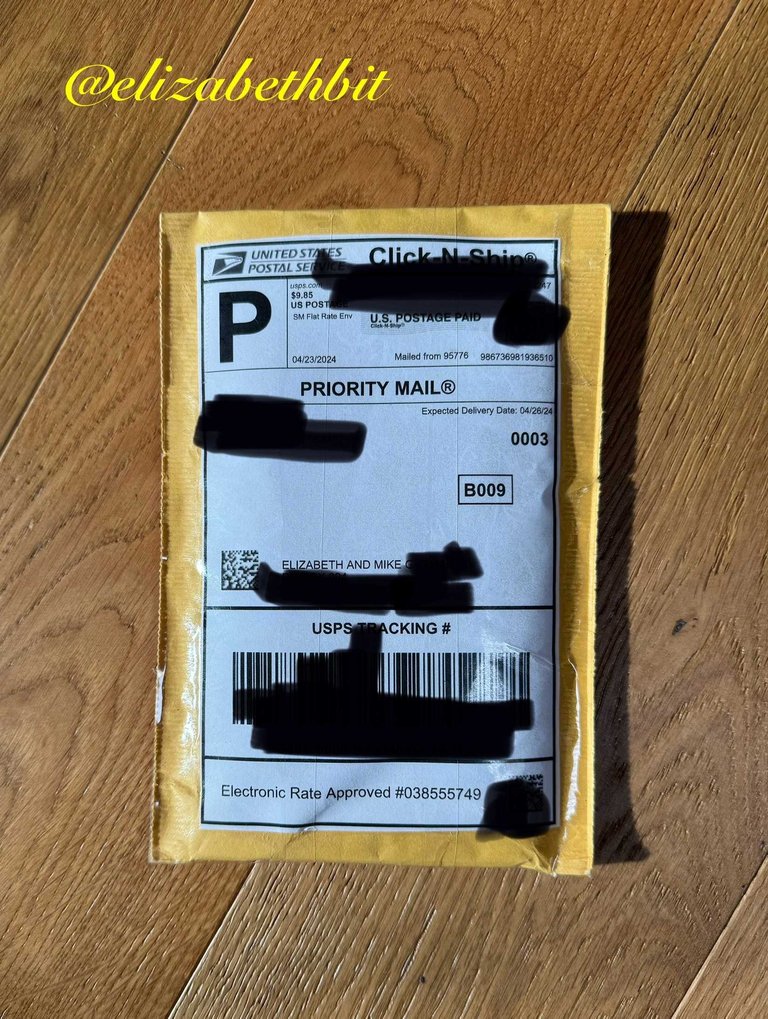 @elizabethbit
UNITED STATES
POSTAL SERVICE
Click-N-Ship®
P
usps.com
$9.85
US POSTAGE
SM Flat Rate Env
U.S. POSTAGE PAID
Click-N-Ship®
04/23/2024
Mailed from 95776
986736981936510
PRIORITY MAIL®
Expected Delivery Date: 04/26/24
0003
B009
ELIZABETH AND MIKE
USPS TRACKING #
Electronic Rate Approved #038555749